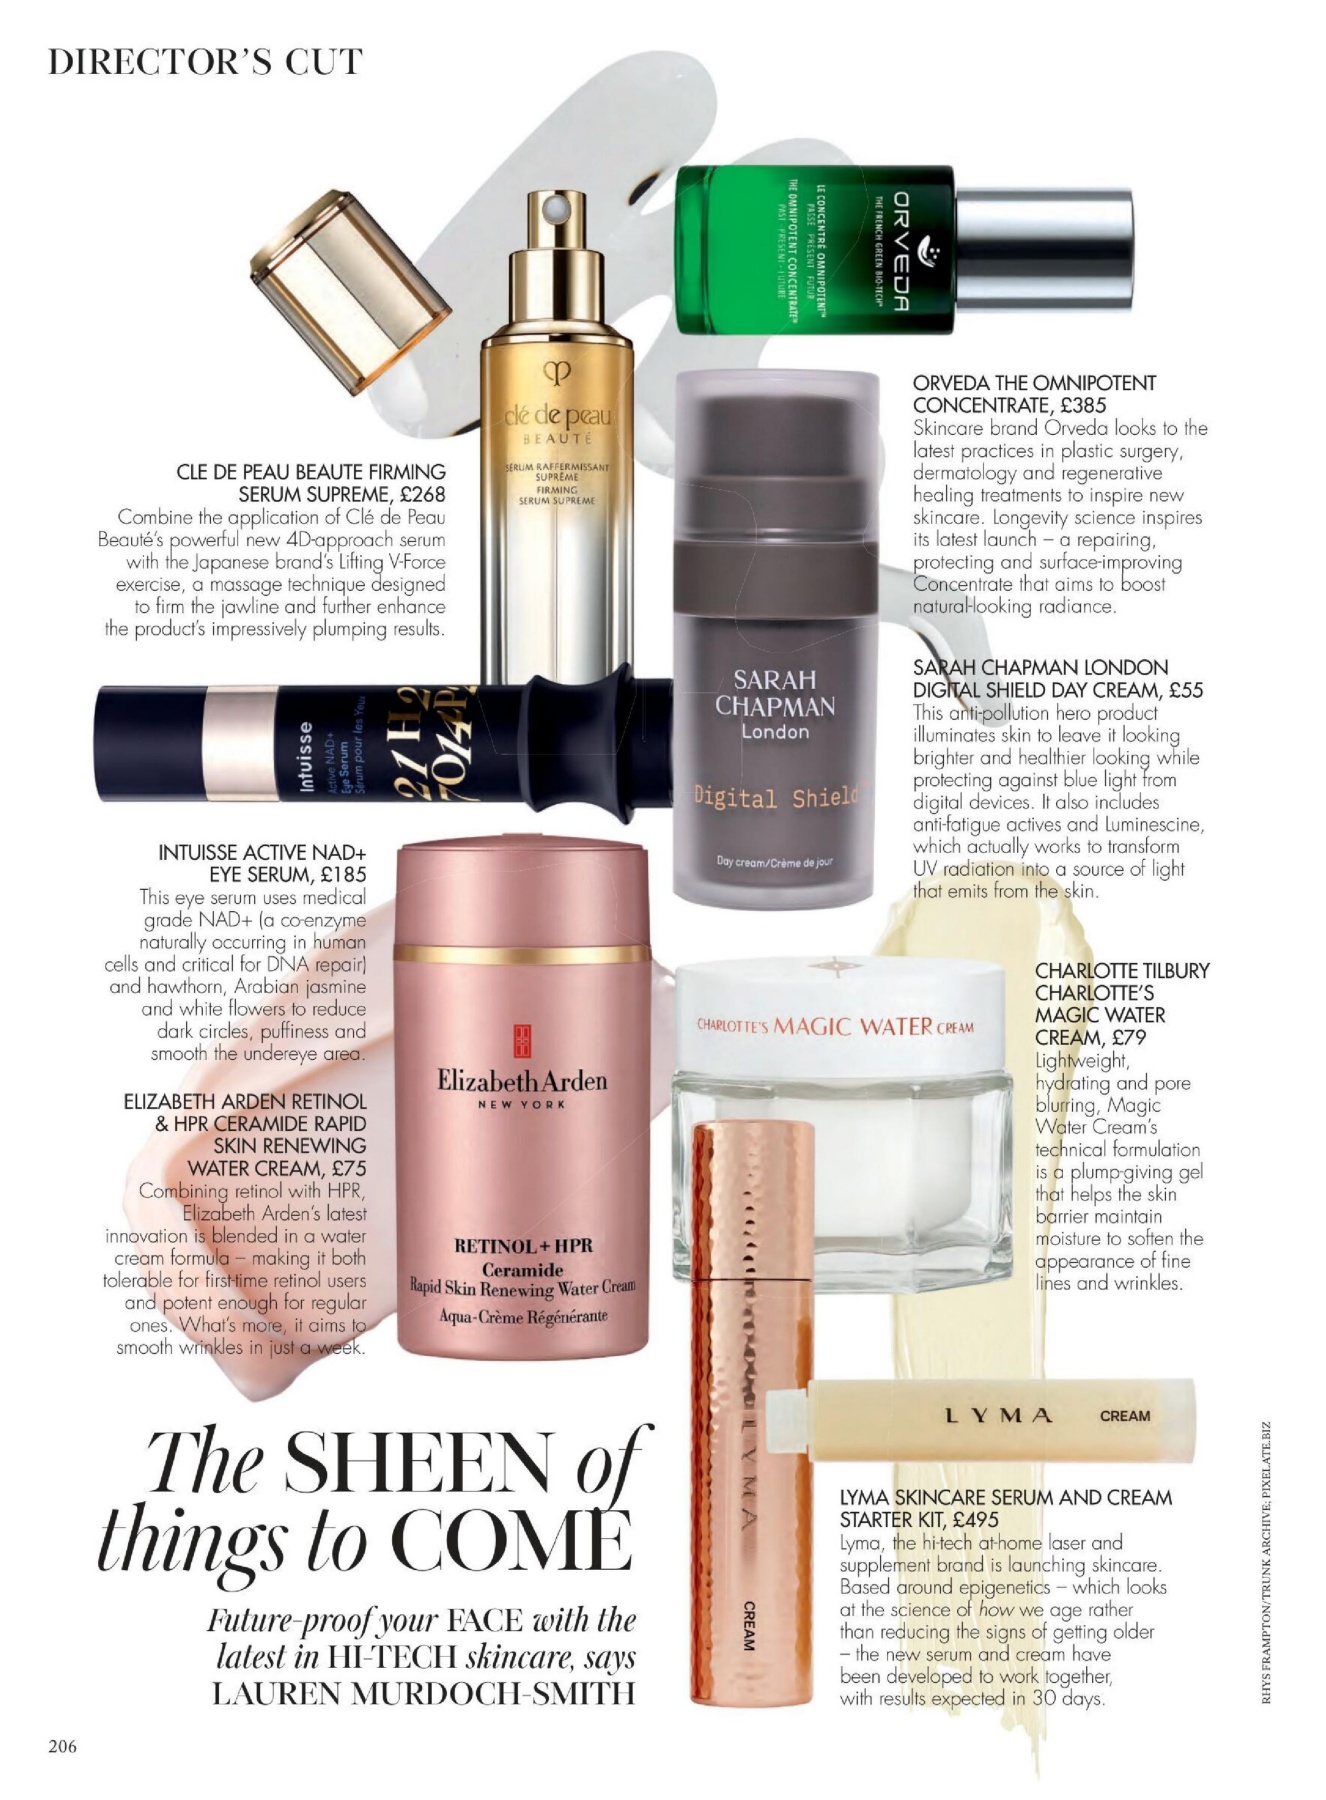 DIRECTOR'S CUT
clé de peau
BEAUTÉ
SÉRUM RAFFERMISSANT
SUPRÊME
FIRMING
SERUM SUPREME
ORVEDA
THE FRENCH GREEN BIO-TECH™
LE CONCENTRÉ OMNIPOTENT™
PASSÉ · PRÉSENT · FUTUR
THE OMNIPOTENT CONCENTRATE™
PAST · PRESENT · FUTURE
ORVEDA THE OMNIPOTENT
CONCENTRATE, £385
Skincare brand Orveda looks to the
latest practices in plastic surgery,
dermatology and regenerative
healing treatments to inspire new
skincare. Longevity science inspires
its latest launch – a repairing,
protecting and surface-improving
Concentrate that aims to boost
natural-looking radiance.
CLE DE PEAU BEAUTE FIRMING
SERUM SUPREME, £268
Combine the application of Clé de Peau
Beauté's powerful new 4D-approach serum
with the Japanese brand's Lifting V-Force
exercise, a massage technique designed
to firm the jawline and further enhance
the product's impressively plumping results.
SARAH CHAPMAN LONDON
DIGITAL SHIELD DAY CREAM, £55
This anti-pollution hero product
illuminates skin to leave it looking
brighter and healthier looking while
protecting against blue light from
digital devices. It also includes
anti-fatigue actives and Luminescine,
which actually works to transform
UV radiation into a source of light
that emits from the skin.
SARAH
CHAPMAN
London
Digital Shield
Day cream/Crème de jour
Intuisse
Active NAD+
Eye Serum
Sérum pour les Yeux
21H2
7014P
INTUISSE ACTIVE NAD+
EYE SERUM, £185
This eye serum uses medical
grade NAD+ (a co-enzyme
naturally occurring in human
cells and critical for DNA repair)
and hawthorn, Arabian jasmine
and white flowers to reduce
dark circles, puffiness and
smooth the undereye area.
ELIZABETH ARDEN RETINOL
& HPR CERAMIDE RAPID
SKIN RENEWING
WATER CREAM, £75
Combining retinol with HPR,
Elizabeth Arden's latest
innovation is blended in a water
cream formula – making it both
tolerable for first-time retinol users
and potent enough for regular
ones. What's more, it aims to
smooth wrinkles in just a week.
Elizabeth Arden
NEW YORK
RETINOL + HPR
Ceramide
Rapid Skin Renewing Water Cream
Aqua-Crème Régénérante
CHARLOTTE'S MAGIC WATER CREAM
CHARLOTTE TILBURY
CHARLOTTE'S
MAGIC WATER
CREAM, £79
Lightweight,
hydrating and pore
blurring, Magic
Water Cream's
technical formulation
is a plump-giving gel
that helps the skin
barrier maintain
moisture to soften the
appearance of fine
lines and wrinkles.
LYMA
CREAM
LYMA CREAM
LYMA SKINCARE SERUM AND CREAM
STARTER KIT, £495
Lyma, the hi-tech at-home laser and
supplement brand is launching skincare.
Based around epigenetics – which looks
at the science of how we age rather
than reducing the signs of getting older
– the new serum and cream have
been developed to work together,
with results expected in 30 days.
The SHEEN of
things to COME
Future-proof your FACE with the
latest in HI-TECH skincare, says
LAUREN MURDOCH-SMITH
RHYS FRAMPTON/TRUNK ARCHIVE; PIXELATE.BIZ
206